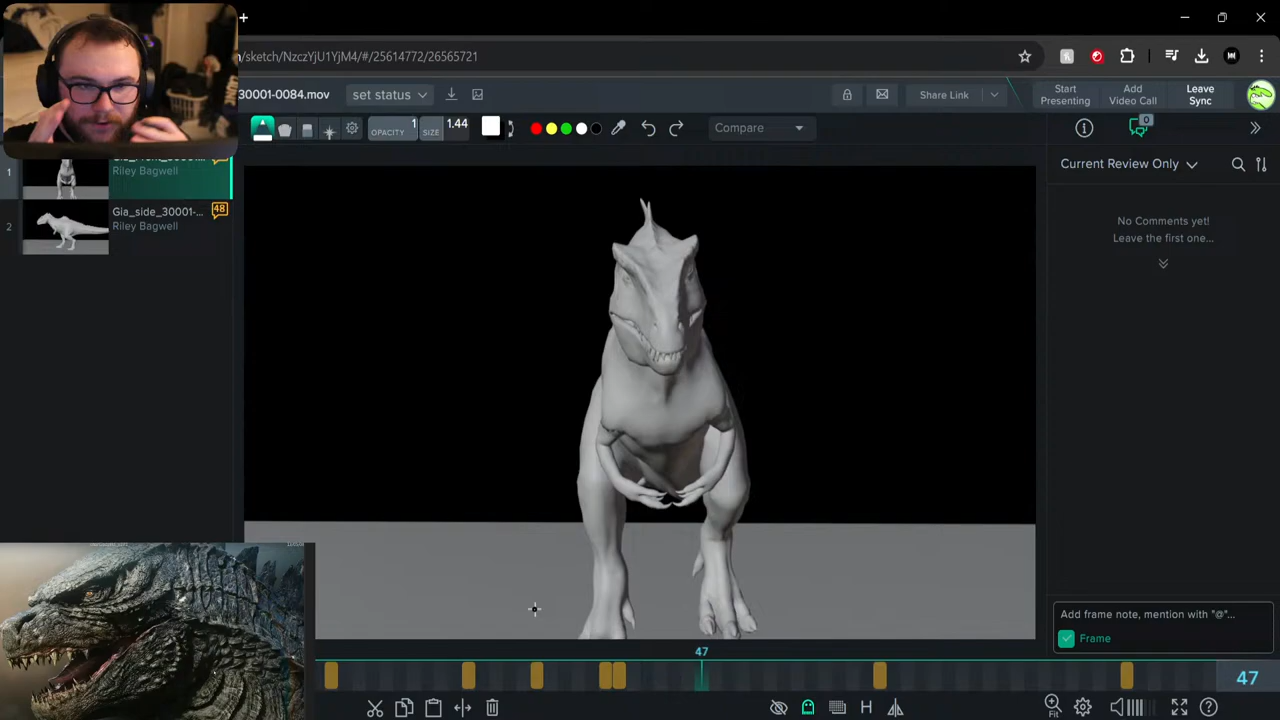 n/sketch/NzczYjU1YjM4/#/25614772/26565721
30001-0084.mov
set status
Share Link
Start Presenting
Add Video Call
Leave Sync
OPACITY 1
SIZE 1.44
Compare
0
Current Review Only
1
Riley Bagwell
2
Gia_side_30001-...
Riley Bagwell
48
No Comments yet!
Leave the first one...
Add frame note, mention with "@"...
Frame
47
47
Fit
H